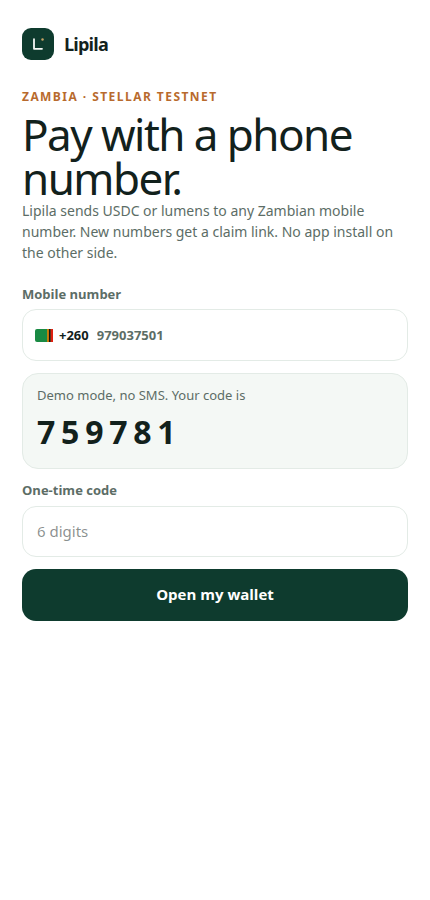 Lipila
ZAMBIA · STELLAR TESTNET
Pay with a phone
number.
Lipila sends USDC or lumens to any Zambian mobile
number. New numbers get a claim link. No app install on
the other side.
Mobile number
+260 979037501
Demo mode, no SMS. Your code is
759781
One-time code
6 digits
Open my wallet